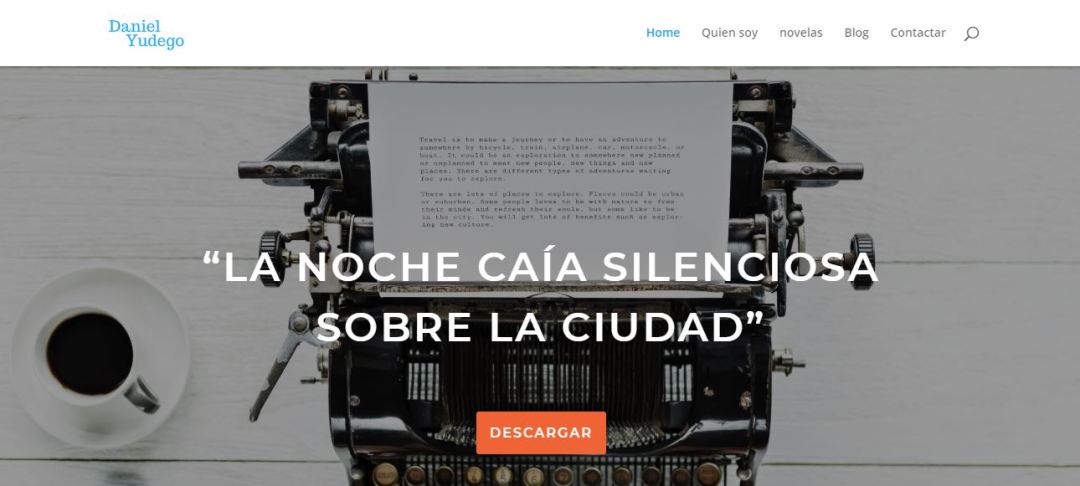 Daniel
Yudego
Home Quien soy novelas Blog Contactar
Travel is to make a journey or to have an adventure to
somewhere by bicycle, train, airplane, car, motorcycle, or
boat. It could be an exploration to somewhere new planned
or unplanned to meet new people, new things and new
places. There are different types of adventures waiting
for you to explore.
There are lots of places to explore. Places could be urban
or suburban. Some people loves to be with nature to free
their minds and refresh their souls, but some like to be
in the city. You will get lots of benefits such as explor-
ing new culture.
“LA NOCHE CAÍA SILENCIOSA
SOBRE LA CIUDAD”
DESCARGAR